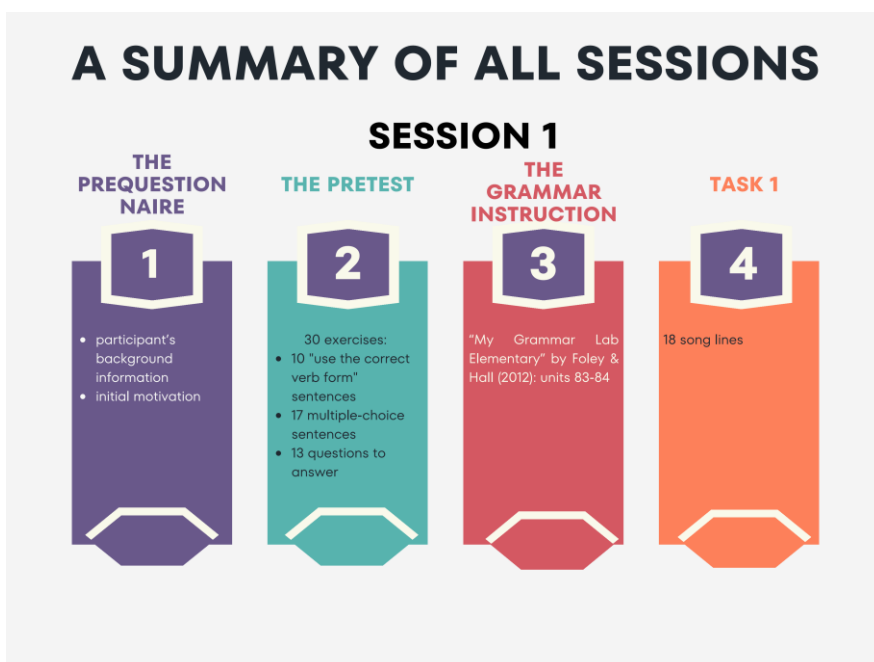 A SUMMARY OF ALL SESSIONS
SESSION 1
THE
PREQUESTION
NAIRE
1
• participant's
background
information
• initial motivation
THE PRETEST
2
30 exercises:
• 10 "use the correct
verb form"
sentences
• 17 multiple-choice
sentences
• 13 questions to
answer
THE
GRAMMAR
INSTRUCTION
3
"My Grammar Lab
Elementary" by Foley &
Hall (2012): units 83-84
TASK 1
4
18 song lines